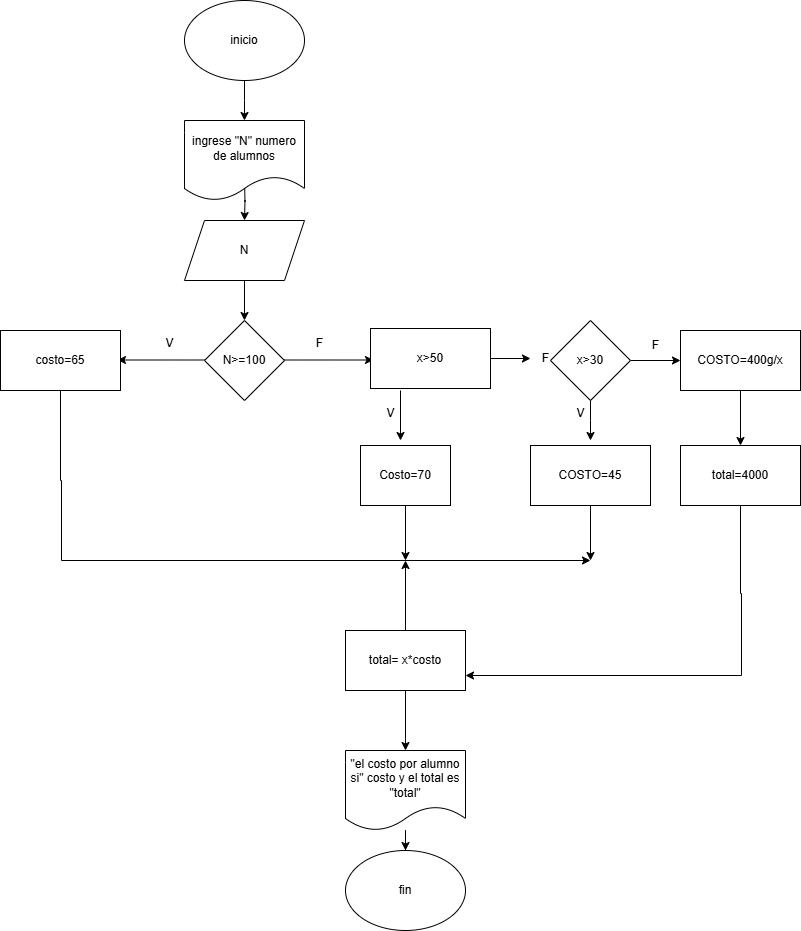 inicio
ingrese "N" numero
de alumnos
N
V
F
costo=65
N>=100
x>50
F
x>30
F
COSTO=400g/x
V
V
Costo=70
COSTO=45
total=4000
total= x*costo
"el costo por alumno
si" costo y el total es
"total"
fin